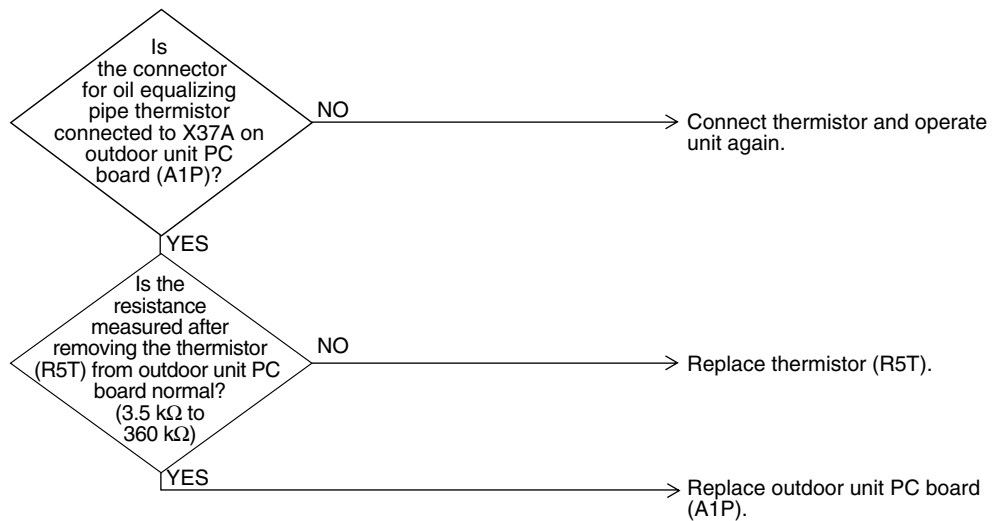 Is
the connector
for oil equalizing
pipe thermistor
connected to X37A on
outdoor unit PC
board (A1P)?
NO
Connect thermistor and operate
unit again.
YES
Is the
resistance
measured after
removing the thermistor
(R5T) from outdoor unit PC
board normal?
(3.5 kΩ to
360 kΩ)
NO
Replace thermistor (R5T).
YES
Replace outdoor unit PC board
(A1P).